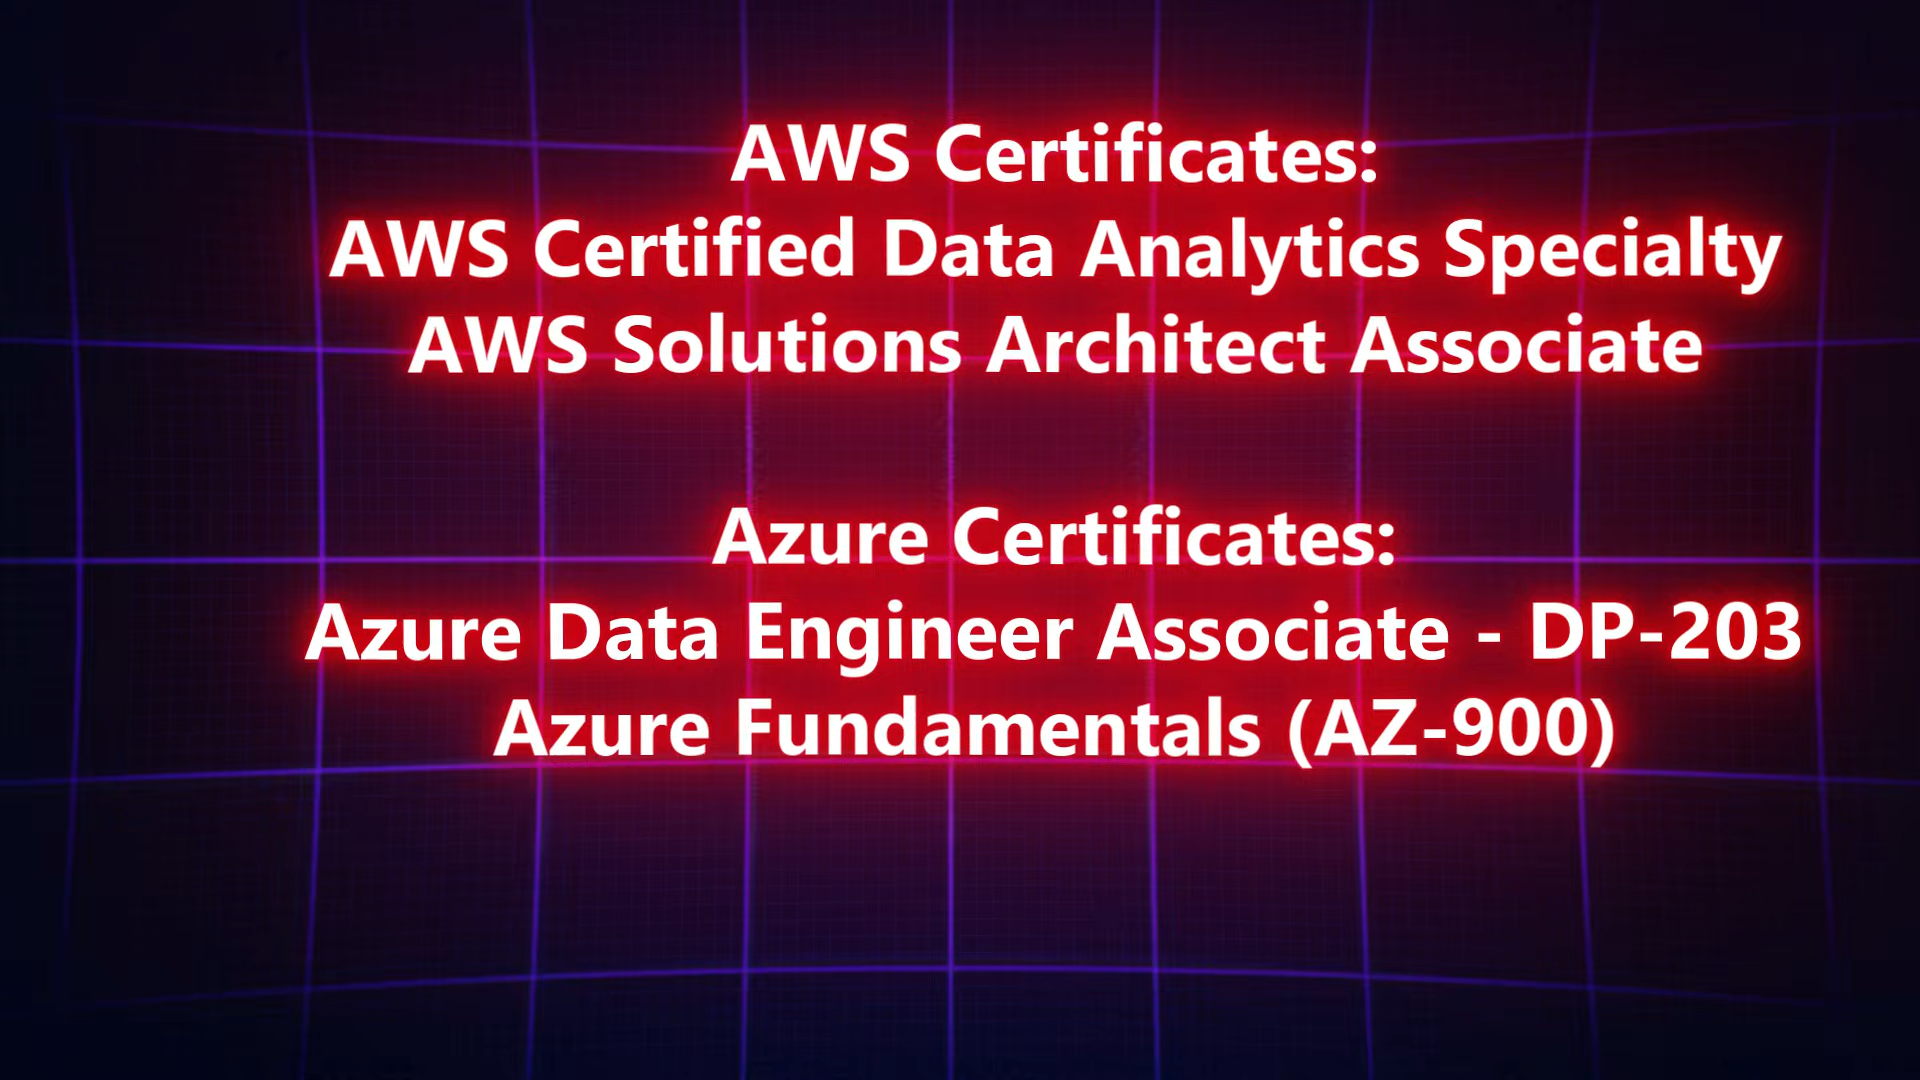 AWS Certificates:
AWS Certified Data Analytics Specialty
AWS Solutions Architect Associate
Azure Certificates:
Azure Data Engineer Associate - DP-203
Azure Fundamentals (AZ-900)